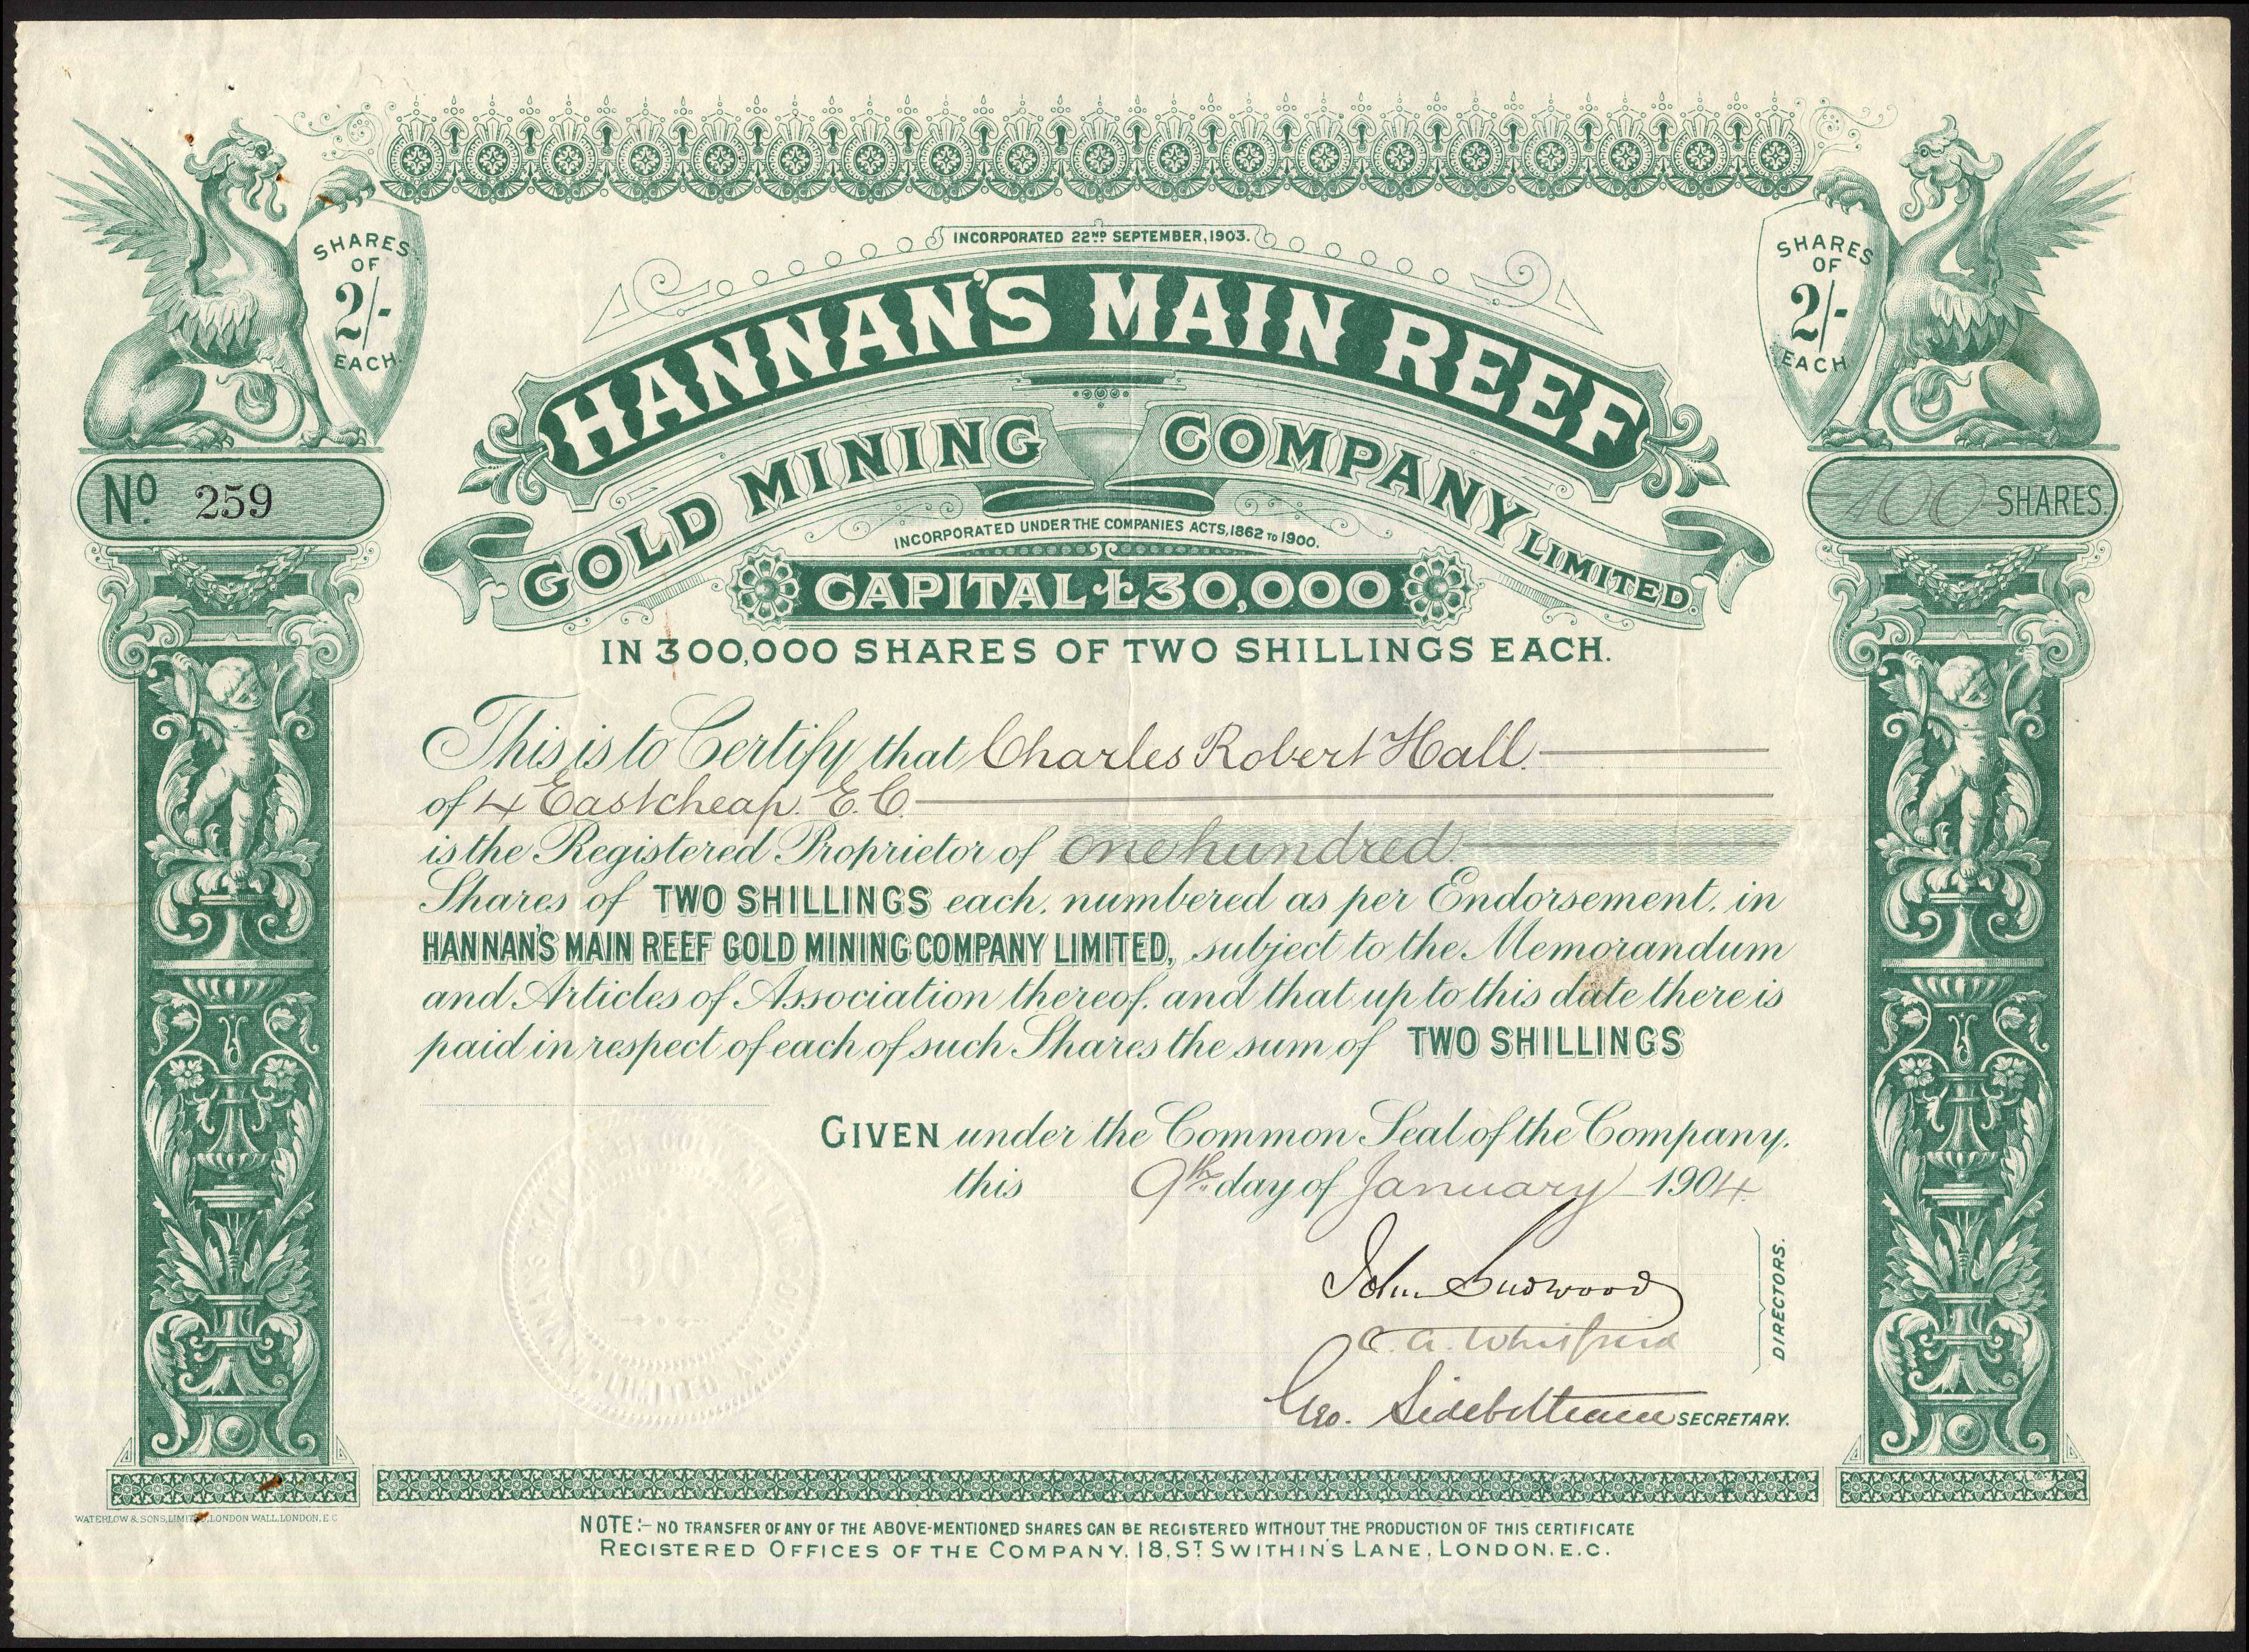 INCORPORATED 22ND SEPTEMBER, 1903.
HANNAN'S MAIN REEF
GOLD MINING COMPANY LIMITED.
INCORPORATED UNDER THE COMPANIES ACTS, 1862 TO 1900.
CAPITAL £30,000
IN 300,000 SHARES OF TWO SHILLINGS EACH.
SHARES
OF
2/-
EACH
SHARES
OF
2/-
EACH
No. 259
100 SHARES.
This is to Certify that Charles Robert Hall.
of 4 Eastcheap. E.C.
is the Registered Proprietor of one hundred.
Shares of TWO SHILLINGS each, numbered as per Endorsement, in
HANNAN'S MAIN REEF GOLD MINING COMPANY LIMITED, subject to the Memorandum
and Articles of Association thereof, and that up to this date there is
paid in respect of each of such Shares the sum of TWO SHILLINGS
GIVEN under the Common Seal of the Company,
this 9th day of January 1904
John
DIRECTORS.
Geo. SECRETARY.
LIMITED
WATERLOW & SONS, LIMITED, LONDON WALL, LONDON, E.C
NOTE:- NO TRANSFER OF ANY OF THE ABOVE-MENTIONED SHARES CAN BE REGISTERED WITHOUT THE PRODUCTION OF THIS CERTIFICATE
REGISTERED OFFICES OF THE COMPANY, 18, ST SWITHIN'S LANE, LONDON, E.C.